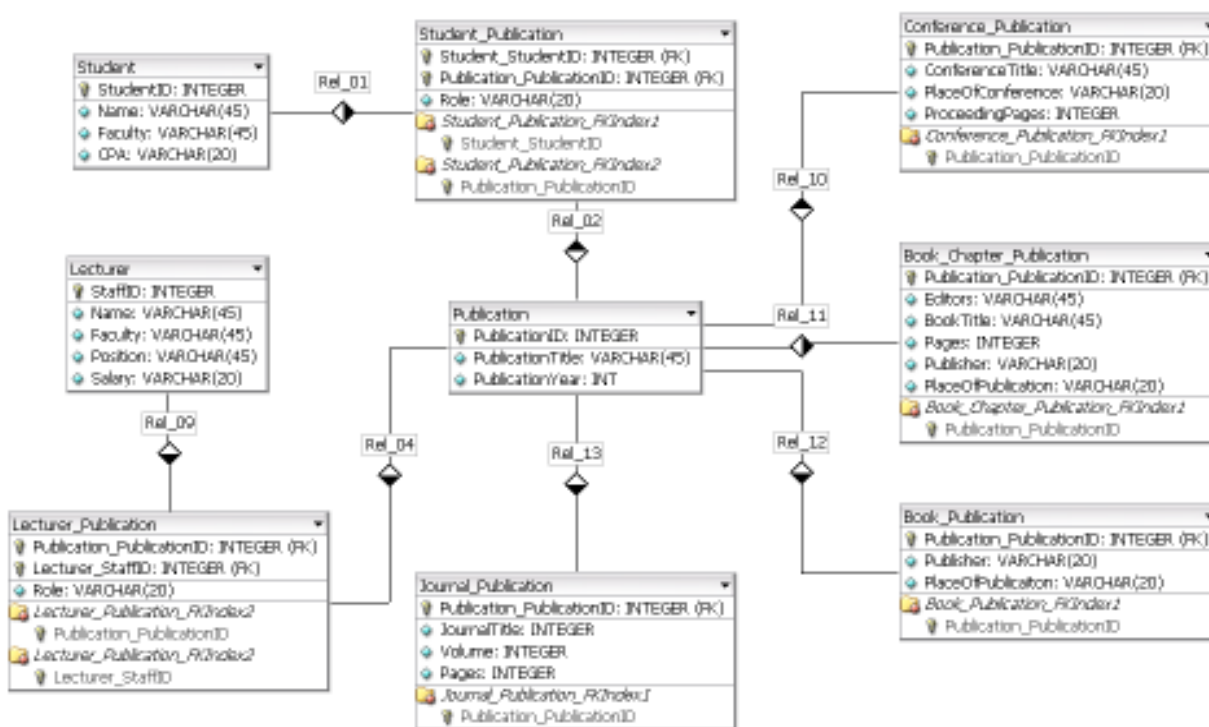 Student
StudentID: INTEGER
Name: VARCHAR(45)
Faculty: VARCHAR(45)
CPA: VARCHAR(20)
Rel_01
Student_Publication
Student_StudentID: INTEGER (FK)
Publication_PublicationID: INTEGER (FK)
Role: VARCHAR(20)
Student_Publication_FKIndex1
Student_StudentID
Student_Publication_FKIndex2
Publication_PublicationID
Rel_02
Conference_Publication
Publication_PublicationID: INTEGER (FK)
ConferenceTitle: VARCHAR(45)
PlaceOfConference: VARCHAR(20)
ProceedingPages: INTEGER
Conference_Publication_FKIndex1
Publication_PublicationID
Rel_10
Lecturer
StaffID: INTEGER
Name: VARCHAR(45)
Faculty: VARCHAR(45)
Position: VARCHAR(45)
Salary: VARCHAR(20)
Rel_09
Publication
PublicationID: INTEGER
PublicationTitle: VARCHAR(45)
PublicationYear: INT
Rel_11
Book_Chapter_Publication
Publication_PublicationID: INTEGER (FK)
Editors: VARCHAR(45)
BookTitle: VARCHAR(45)
Pages: INTEGER
Publisher: VARCHAR(20)
PlaceOfPublication: VARCHAR(20)
Book_Chapter_Publication_FKIndex1
Publication_PublicationID
Rel_04
Rel_13
Rel_12
Lecturer_Publication
Publication_PublicationID: INTEGER (FK)
Lecturer_StaffID: INTEGER (FK)
Role: VARCHAR(20)
Lecturer_Publication_FKIndex2
Publication_PublicationID
Lecturer_Publication_FKIndex2
Lecturer_StaffID
Journal_Publication
Publication_PublicationID: INTEGER (FK)
JournalTitle: INTEGER
Volume: INTEGER
Pages: INTEGER
Journal_Publication_FKIndex1
Publication_PublicationID
Book_Publication
Publication_PublicationID: INTEGER (FK)
Publisher: VARCHAR(20)
PlaceOfPublicaiton: VARCHAR(20)
Book_Publication_FKIndex1
Publication_PublicationID